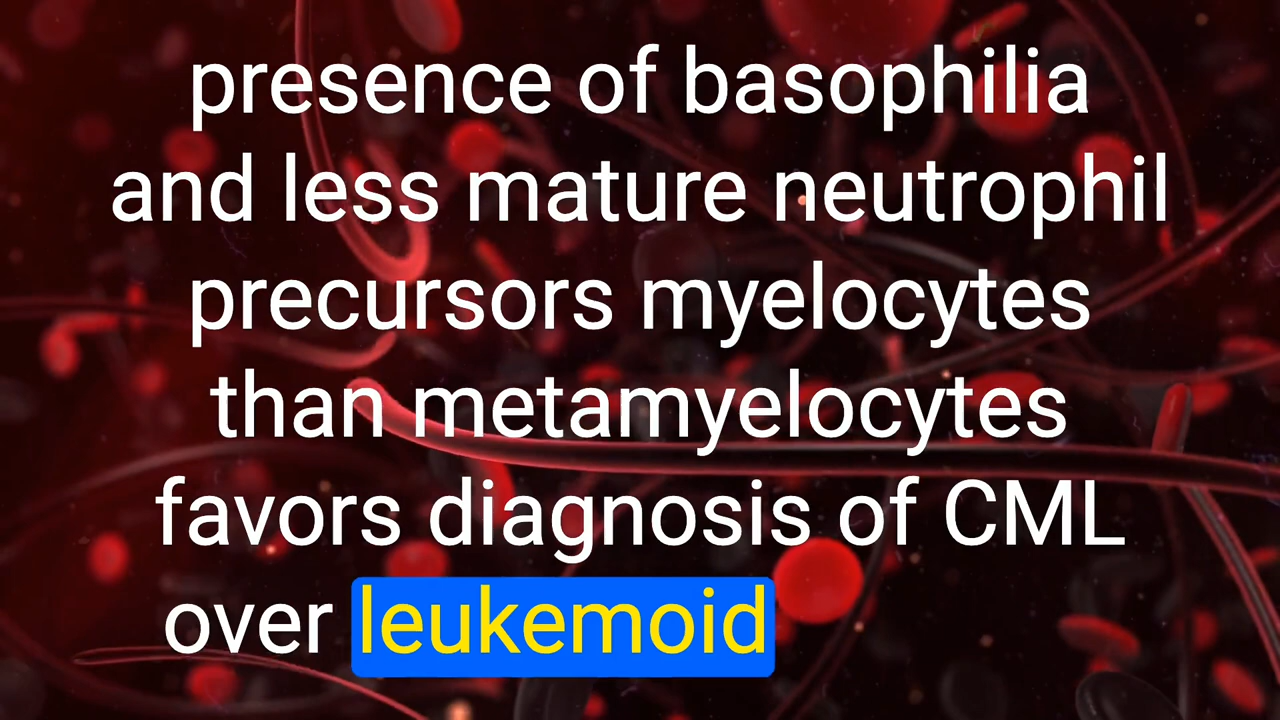 presence of basophilia
and less mature neutrophil
precursors myelocytes
than metamyelocytes
favors diagnosis of CML
over leukemoid